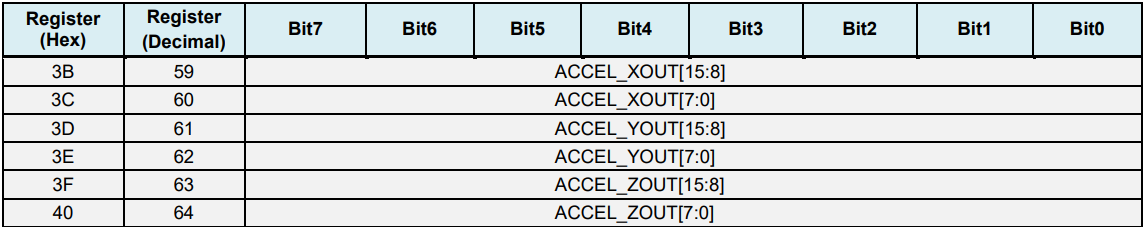 Register (Hex) Register (Decimal) Bit7 Bit6 Bit5 Bit4 Bit3 Bit2 Bit1 Bit0
3B 59 ACCEL_XOUT[15:8]
3C 60 ACCEL_XOUT[7:0]
3D 61 ACCEL_YOUT[15:8]
3E 62 ACCEL_YOUT[7:0]
3F 63 ACCEL_ZOUT[15:8]
40 64 ACCEL_ZOUT[7:0]